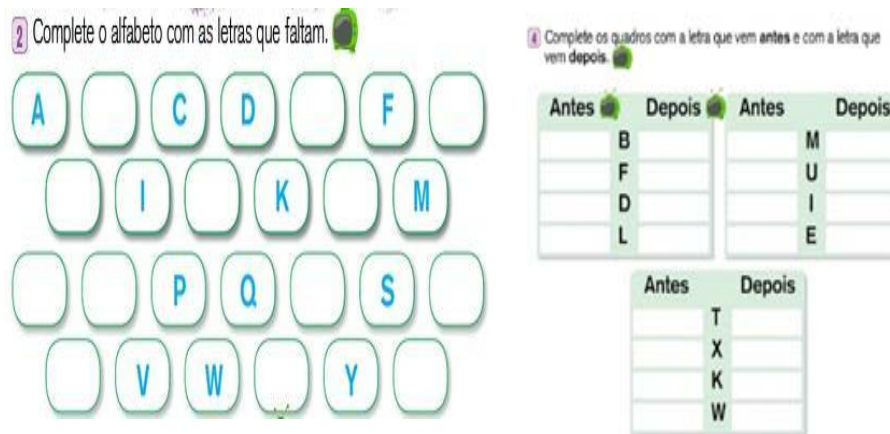 2 Complete o alfabeto com as letras que faltam.
A C D F
I K M
P Q S
V W Y
4 Complete os quadros com a letra que vem antes e com a letra que
vem depois.
Antes Depois
B
F
D
L
Antes Depois
M
U
I
E
Antes Depois
T
X
K
W